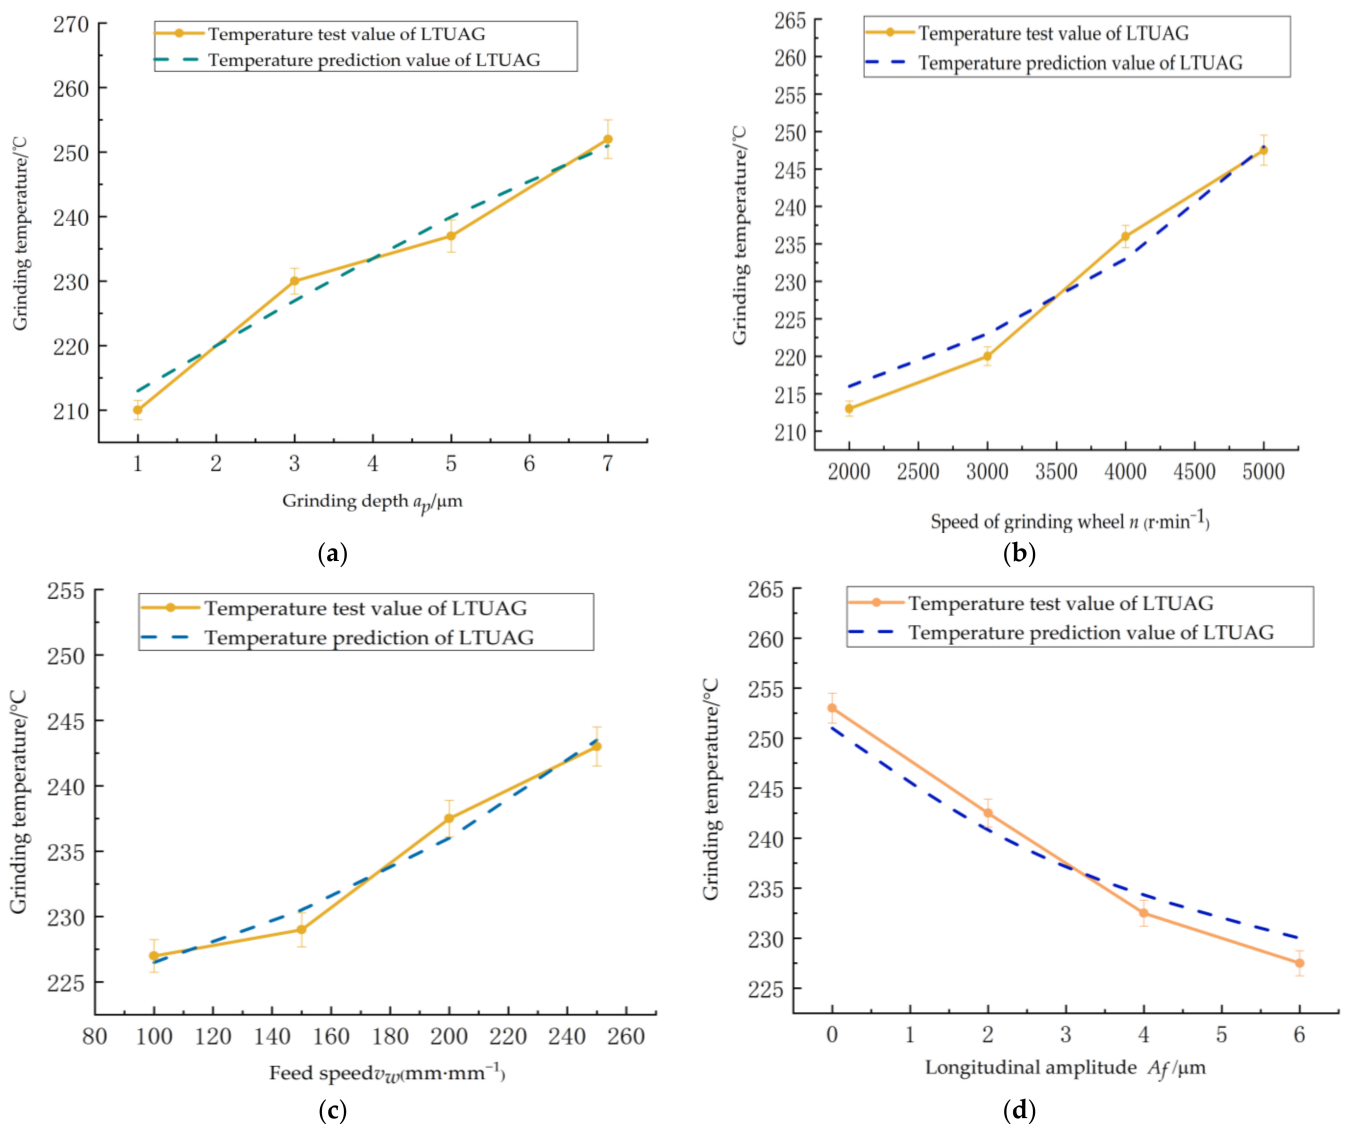 Temperature test value of LTUAG
Temperature prediction value of LTUAG
270
260
250
240
230
220
210
Grinding temperature/℃
1 2 3 4 5 6 7
Grinding depth ap/μm
(a)
Temperature test value of LTUAG
Temperature prediction value of LTUAG
265
260
255
250
245
240
235
230
225
220
215
210
Grinding temperature/℃
2000 2500 3000 3500 4000 4500 5000
Speed of grinding wheel n (r·min⁻¹)
(b)
Temperature test value of LTUAG
Temperature prediction of LTUAG
255
250
245
240
235
230
225
Grinding temperature/°C
80 100 120 140 160 180 200 220 240 260
Feed speedvw(mm·mm⁻¹)
(c)
Temperature test value of LTUAG
Temperature prediction value of LTUAG
265
260
255
250
245
240
235
230
225
Grinding temperature/°C
0 1 2 3 4 5 6
Longitudinal amplitude Af /μm
(d)